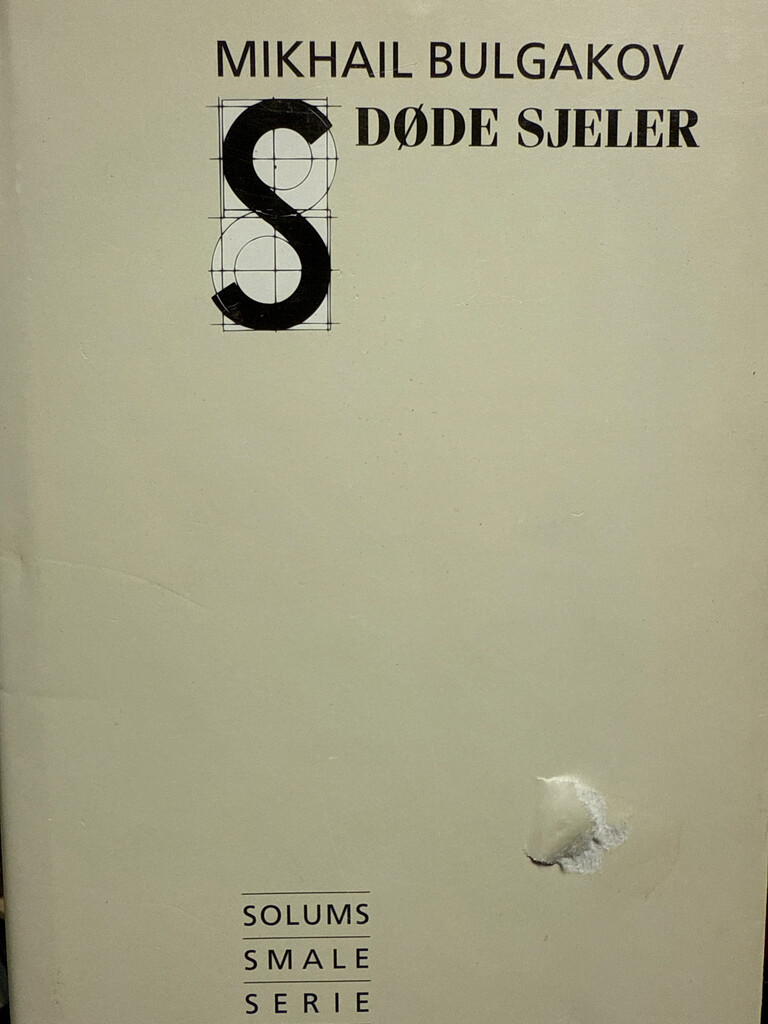 MIKHAIL BULGAKOV
DØDE SJELER
S
SOLUMS
SMALE
SERIE